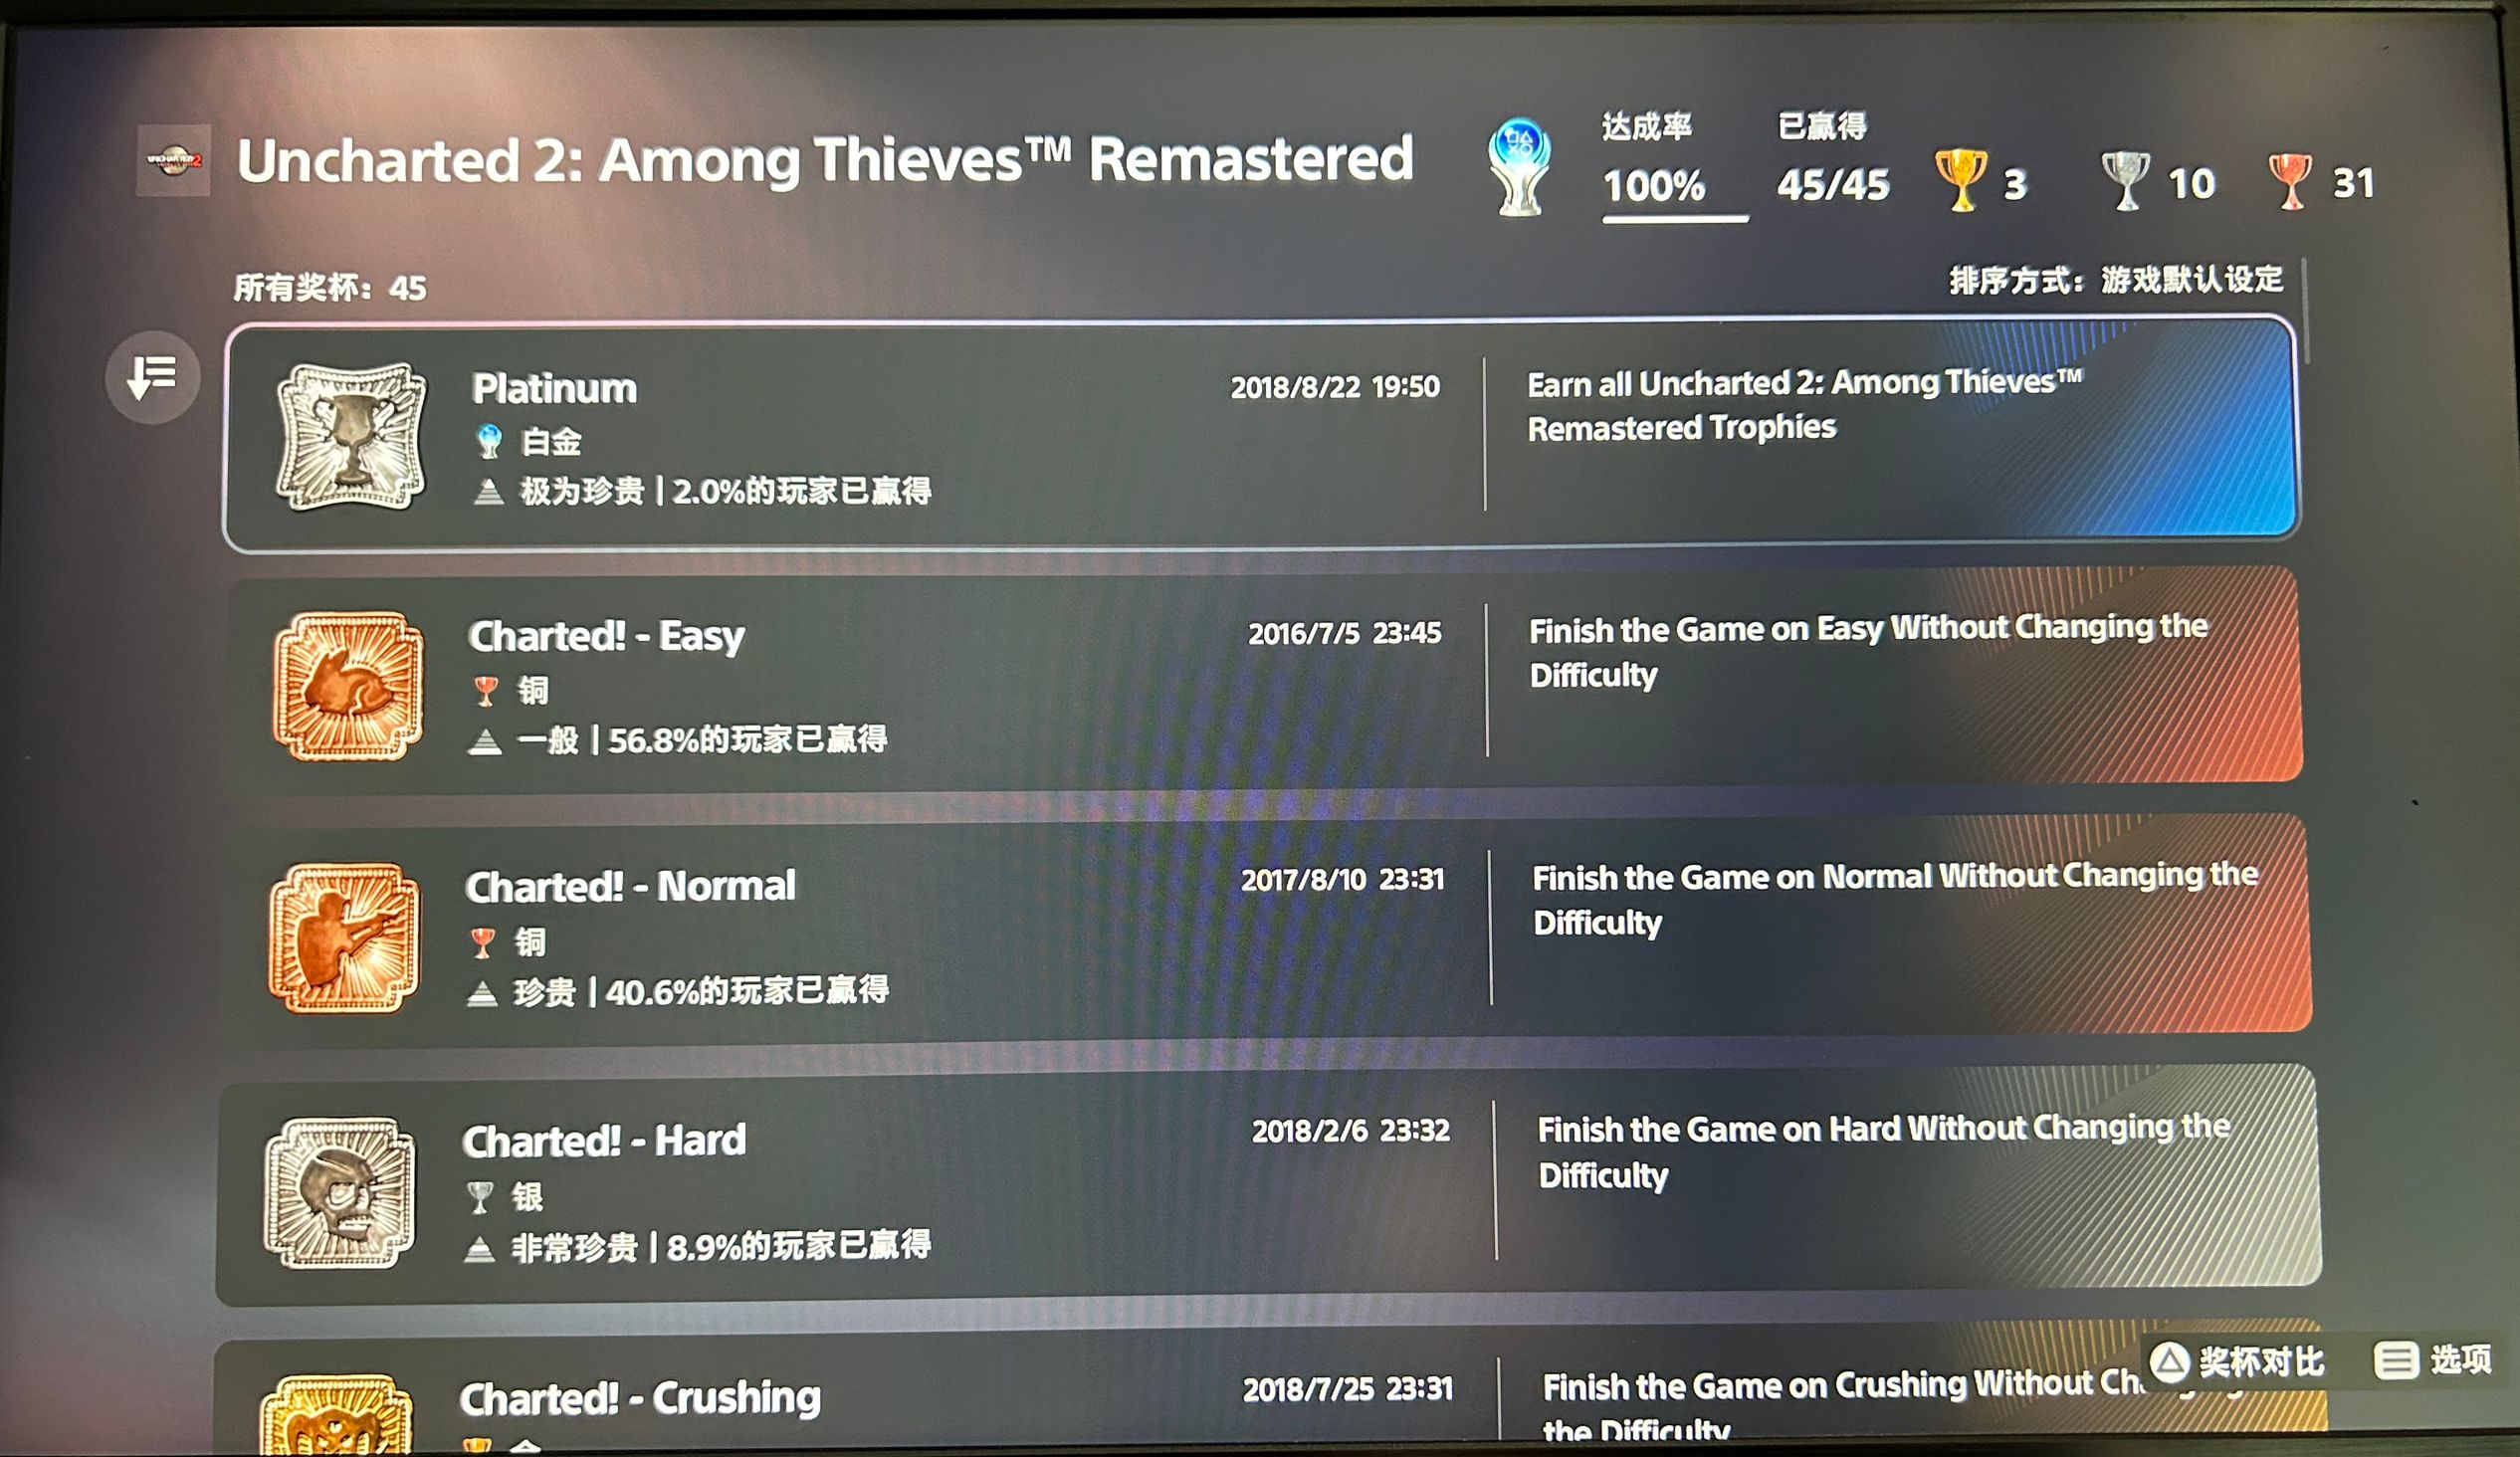 Uncharted 2: Among Thieves™ Remastered
达成率
100%
已赢得
45/45
3
10
31
所有奖杯：45
排序方式：游戏默认设定
Platinum
2018/8/22 19:50
白金
极为珍贵 | 2.0%的玩家已赢得
Earn all Uncharted 2: Among Thieves™
Remastered Trophies
Charted! - Easy
2016/7/5 23:45
铜
一般 | 56.8%的玩家已赢得
Finish the Game on Easy Without Changing the
Difficulty
Charted! - Normal
2017/8/10 23:31
铜
珍贵 | 40.6%的玩家已赢得
Finish the Game on Normal Without Changing the
Difficulty
Charted! - Hard
2018/2/6 23:32
银
非常珍贵 | 8.9%的玩家已赢得
Finish the Game on Hard Without Changing the
Difficulty
Charted! - Crushing
2018/7/25 23:31
Finish the Game on Crushing Without
the Difficulty
奖杯对比
选项